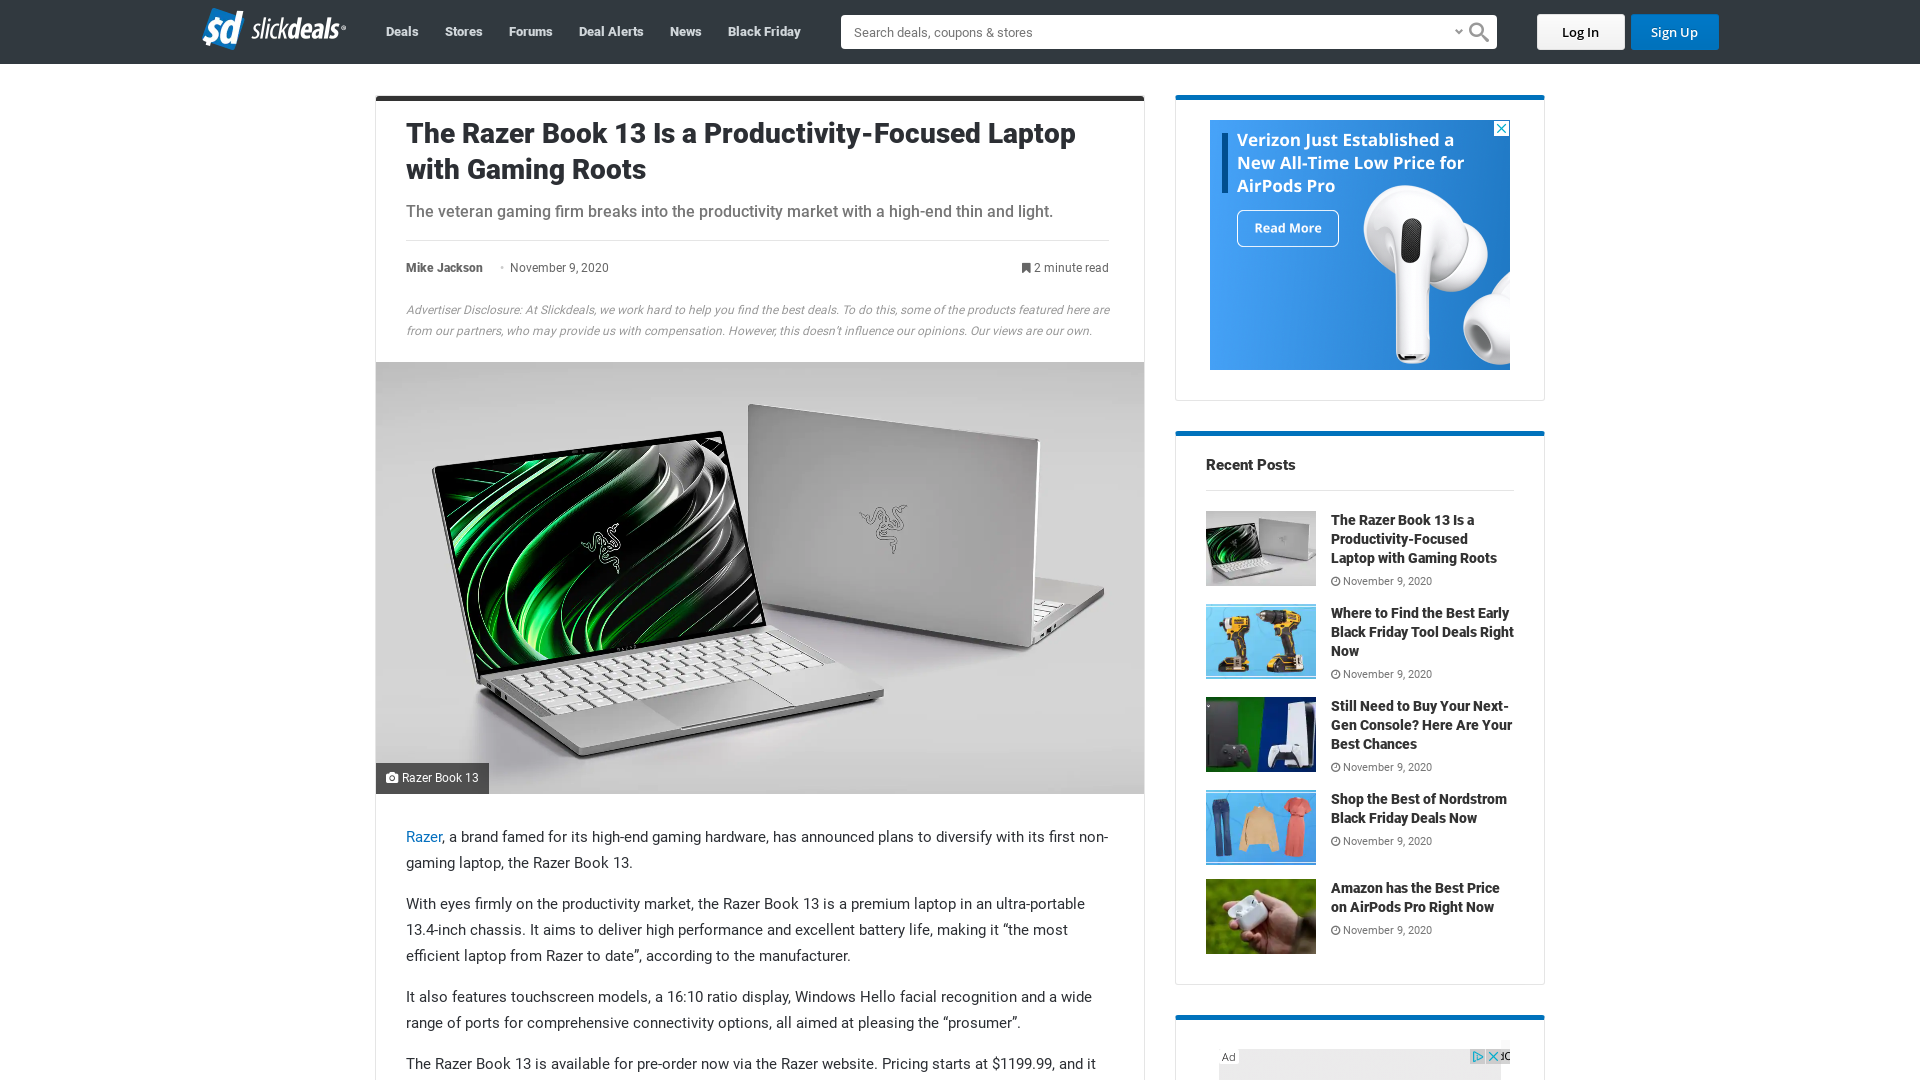 sd slickdeals
Deals
Stores
Forums
Deal Alerts
News
Black Friday
Search deals, coupons & stores
Log In
Sign Up
The Razer Book 13 Is a Productivity-Focused Laptop
with Gaming Roots
The veteran gaming firm breaks into the productivity market with a high-end thin and light.
Mike Jackson
November 9, 2020
2 minute read
Advertiser Disclosure: At Slickdeals, we work hard to help you find the best deals. To do this, some of the products featured here are
from our partners, who may provide us with compensation. However, this doesn’t influence our opinions. Our views are our own.
Razer Book 13
Razer, a brand famed for its high-end gaming hardware, has announced plans to diversify with its first non-
gaming laptop, the Razer Book 13.
With eyes firmly on the productivity market, the Razer Book 13 is a premium laptop in an ultra-portable
13.4-inch chassis. It aims to deliver high performance and excellent battery life, making it “the most
efficient laptop from Razer to date”, according to the manufacturer.
It also features touchscreen models, a 16:10 ratio display, Windows Hello facial recognition and a wide
range of ports for comprehensive connectivity options, all aimed at pleasing the “prosumer”.
The Razer Book 13 is available for pre-order now via the Razer website. Pricing starts at $1199.99, and it
Verizon Just Established a
New All-Time Low Price for
AirPods Pro
Read More
Recent Posts
The Razer Book 13 Is a
Productivity-Focused
Laptop with Gaming Roots
November 9, 2020
Where to Find the Best Early
Black Friday Tool Deals Right
Now
November 9, 2020
Still Need to Buy Your Next-
Gen Console? Here Are Your
Best Chances
November 9, 2020
Shop the Best of Nordstrom
Black Friday Deals Now
November 9, 2020
Amazon has the Best Price
on AirPods Pro Right Now
November 9, 2020
Ad